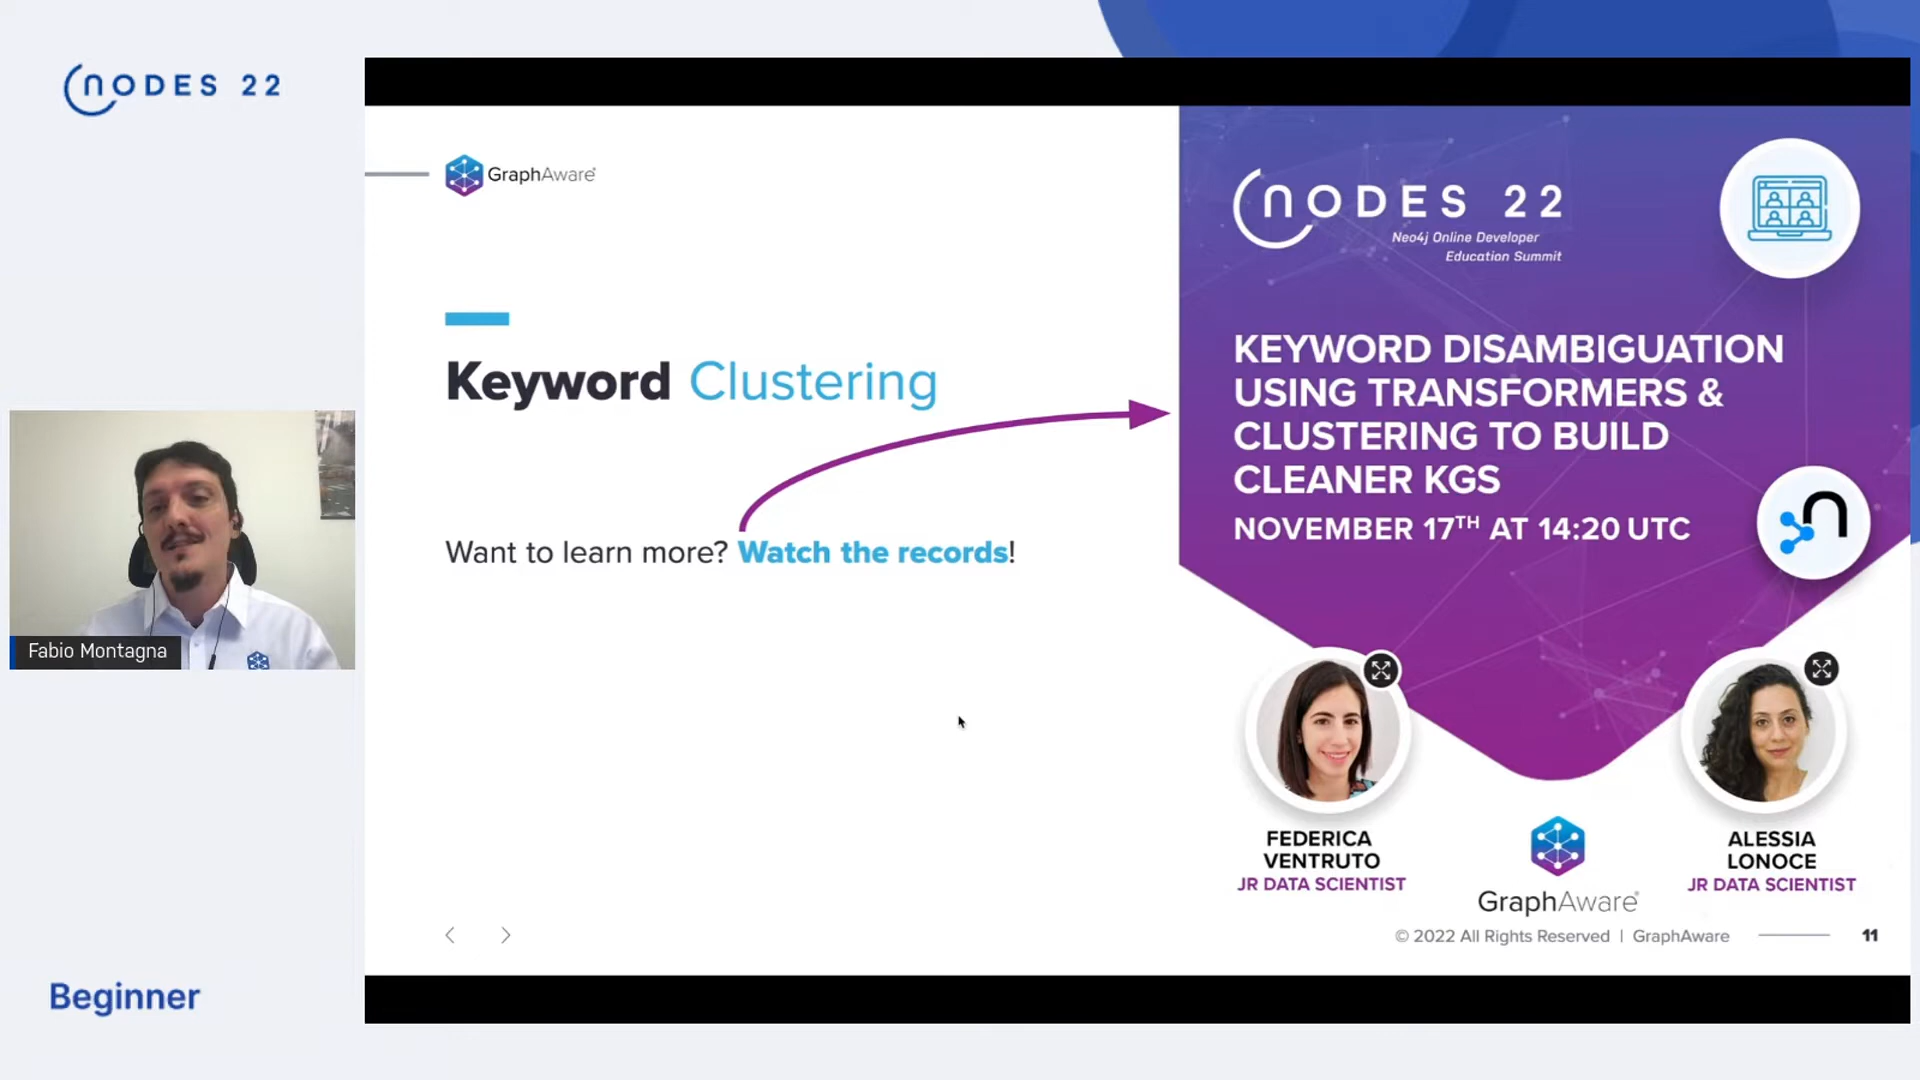 NODES 22
GraphAware
Keyword Clustering
Want to learn more? Watch the records!
NODES 22
Neo4j Online Developer
Education Summit
KEYWORD DISAMBIGUATION
USING TRANSFORMERS &
CLUSTERING TO BUILD
CLEANER KGS
NOVEMBER 17TH AT 14:20 UTC
n
FEDERICA
VENTRUTO
JR DATA SCIENTIST
GraphAware
ALESSIA
LONOCE
JR DATA SCIENTIST
© 2022 All Rights Reserved | GraphAware
11
Fabio Montagna
Beginner